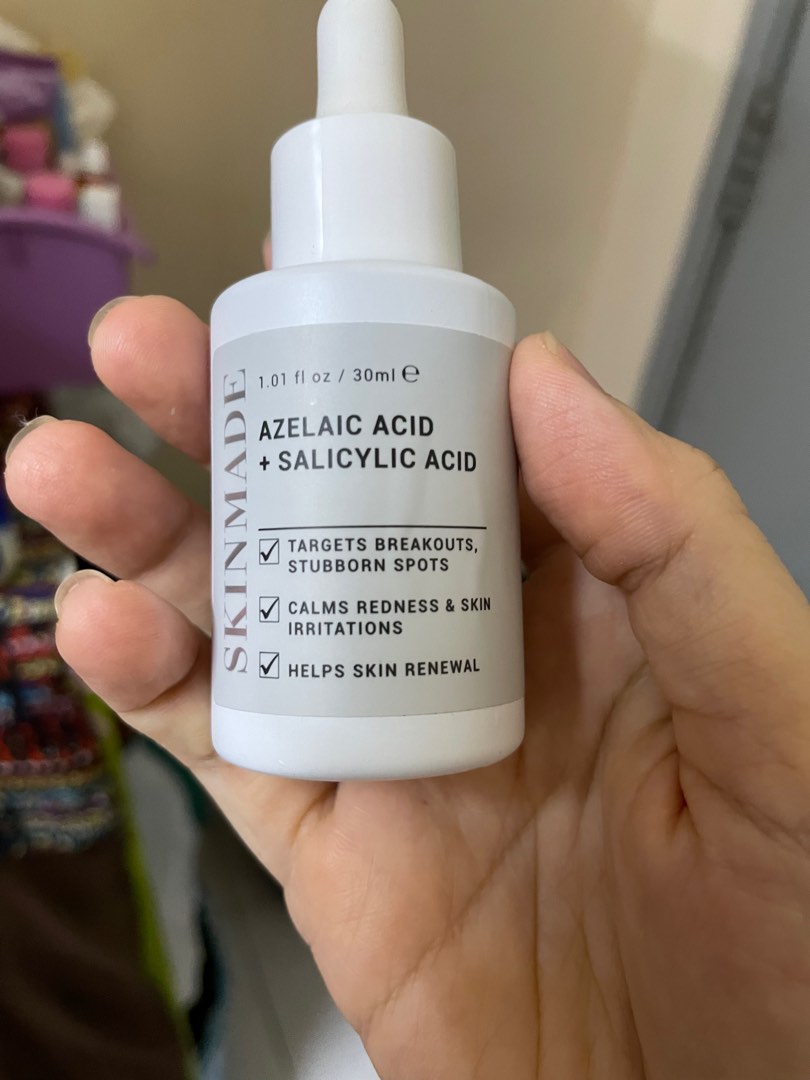 SKINMADE
1.01 fl oz / 30ml ℮
AZELAIC ACID
+ SALICYLIC ACID
☑ TARGETS BREAKOUTS,
STUBBORN SPOTS
☑ CALMS REDNESS & SKIN
IRRITATIONS
☑ HELPS SKIN RENEWAL